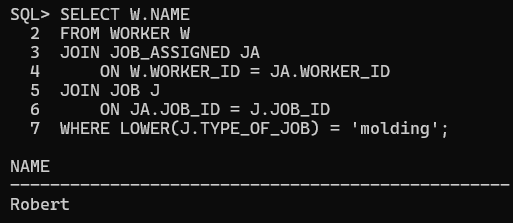 SQL> SELECT W.NAME
  2  FROM WORKER W
  3  JOIN JOB_ASSIGNED JA
  4      ON W.WORKER_ID = JA.WORKER_ID
  5  JOIN JOB J
  6      ON JA.JOB_ID = J.JOB_ID
  7  WHERE LOWER(J.TYPE_OF_JOB) = 'molding';

NAME
--------------------------------------------------
Robert